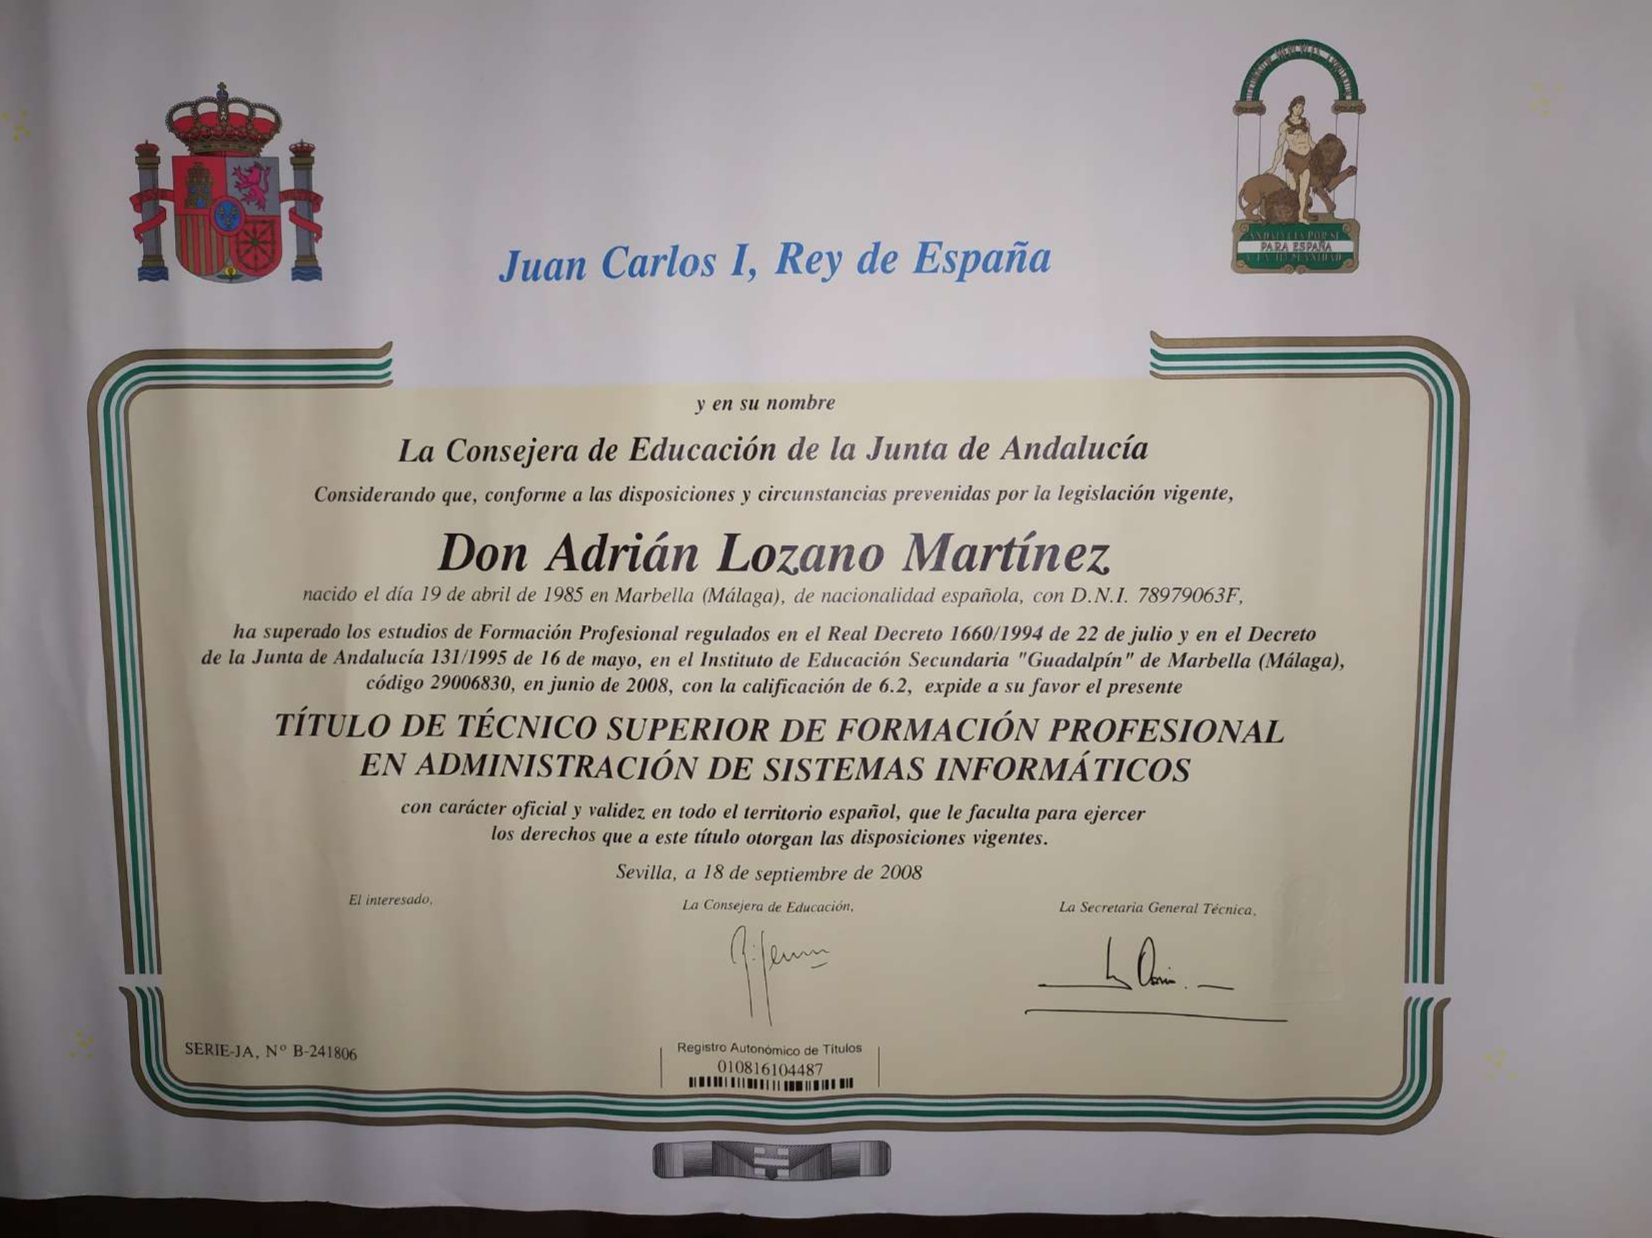 Juan Carlos I, Rey de España
ANDALUCIA POR SI
PARA ESPAÑA
Y LA HUMANIDAD
y en su nombre
La Consejera de Educación de la Junta de Andalucía
Considerando que, conforme a las disposiciones y circunstancias prevenidas por la legislación vigente,
Don Adrián Lozano Martínez
nacido el día 19 de abril de 1985 en Marbella (Málaga), de nacionalidad española, con D.N.I. 78979063F,
ha superado los estudios de Formación Profesional regulados en el Real Decreto 1660/1994 de 22 de julio y en el Decreto
de la Junta de Andalucía 131/1995 de 16 de mayo, en el Instituto de Educación Secundaria "Guadalpín" de Marbella (Málaga),
código 29006830, en junio de 2008, con la calificación de 6.2, expide a su favor el presente
TÍTULO DE TÉCNICO SUPERIOR DE FORMACIÓN PROFESIONAL
EN ADMINISTRACIÓN DE SISTEMAS INFORMÁTICOS
con carácter oficial y validez en todo el territorio español, que le faculta para ejercer
los derechos que a este título otorgan las disposiciones vigentes.
Sevilla, a 18 de septiembre de 2008
El interesado,
La Consejera de Educación,
La Secretaria General Técnica,
SERIE-JA, Nº B-241806
Registro Autonómico de Títulos
010816104487